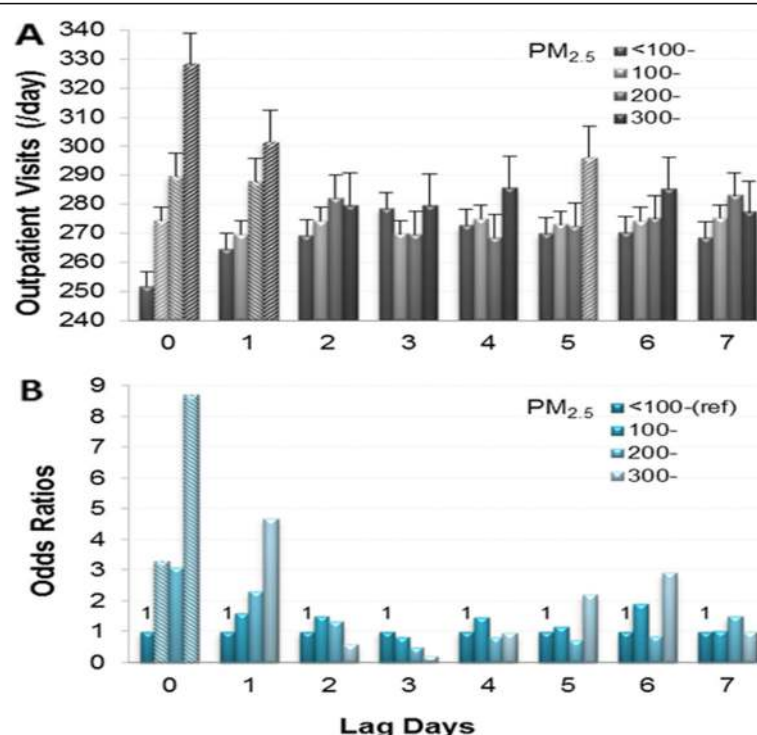 A
Outpatient Visits (/day)
340
330
320
310
300
290
280
270
260
250
240
PM2.5
<100-
100-
200-
300-
0 1 2 3 4 5 6 7
B
Odds Ratios
9
8
7
6
5
4
3
2
1
0
PM2.5
<100-(ref)
100-
200-
300-
1 1 1 1 1 1 1 1
0 1 2 3 4 5 6 7
Lag Days